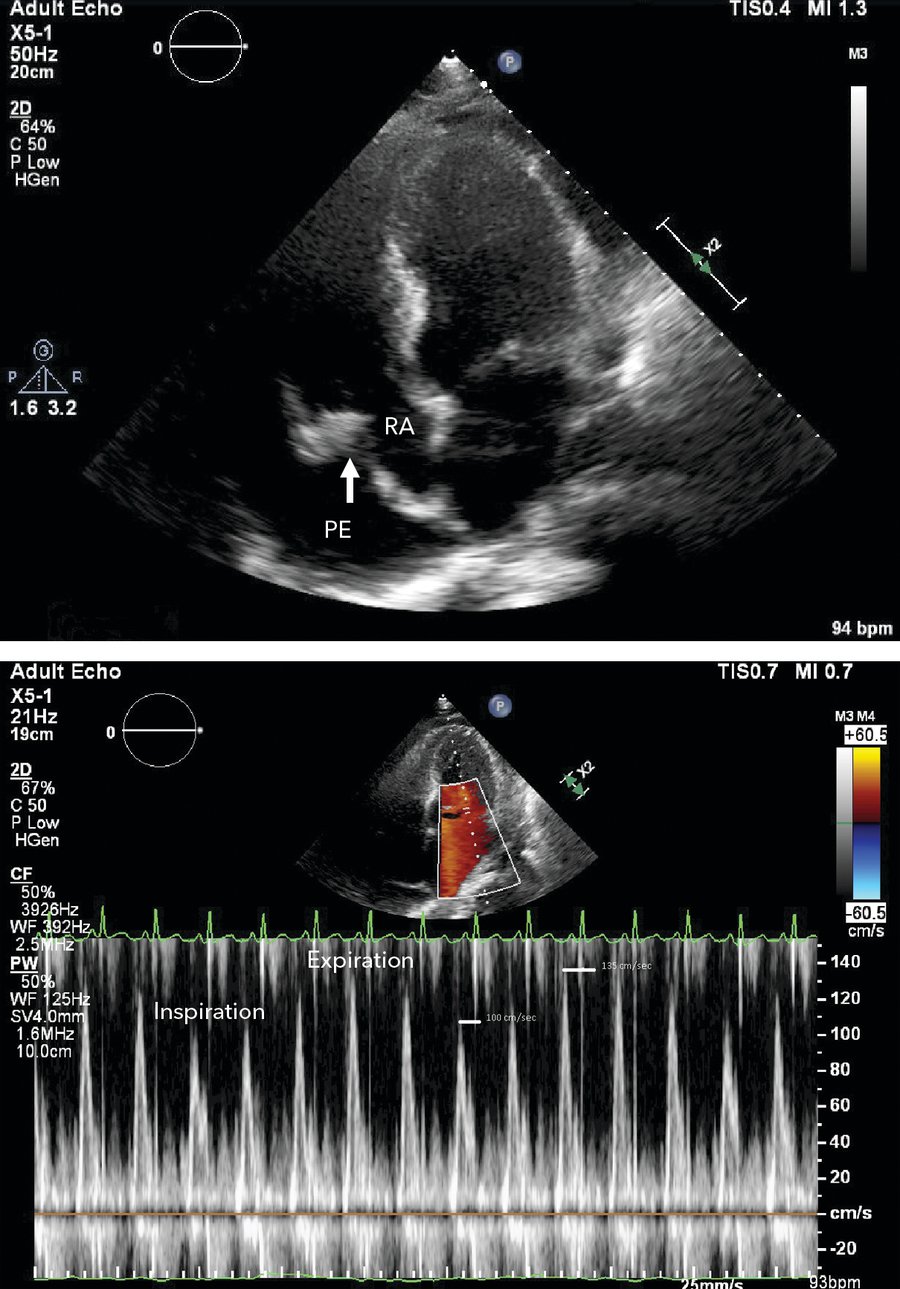 Adult Echo
TIS0.4 MI 1.3
X5-1
50Hz
20cm
0
P
M3
2D
64%
C 50
P Low
HGen
X2
G
P R
1.6 3.2
RA
PE
94 bpm
Adult Echo
TIS0.7 MI 0.7
X5-1
21Hz
19cm
0
P
M3 M4
+60.5
X2
2D
67%
C 50
P Low
HGen
CF
50%
3926Hz
WF 392Hz
2.5MHz
-60.5
cm/s
PW
50%
WF 125Hz
SV4.0mm
1.6MHz
10.0cm
Expiration
Inspiration
135 cm/sec
100 cm/sec
140
120
100
80
60
40
20
cm/s
-20
25mm/s
93bpm